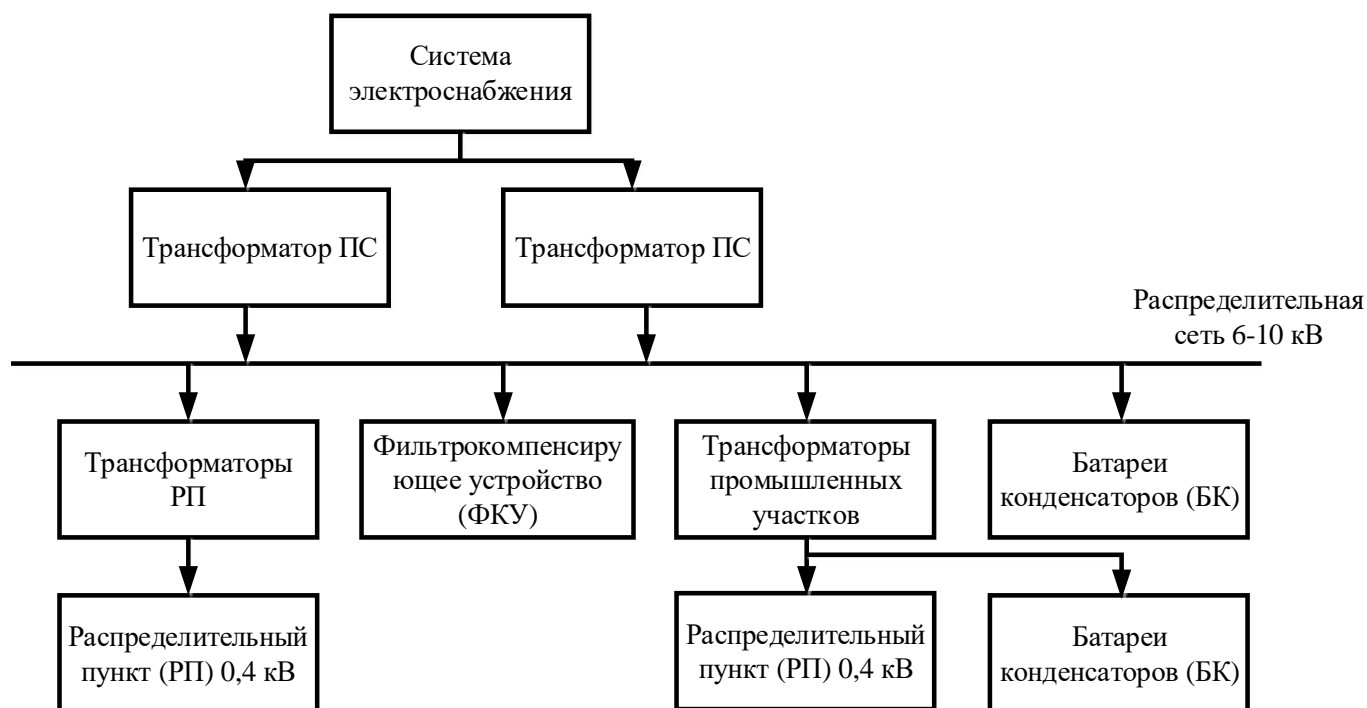 Система
электроснабжения
Трансформатор ПС
Трансформатор ПС
Распределительная
сеть 6-10 кВ
Трансформаторы
РП
Фильтрокомпенсиру
ющее устройство
(ФКУ)
Трансформаторы
промышленных
участков
Батареи
конденсаторов (БК)
Распределительный
пункт (РП) 0,4 кВ
Распределительный
пункт (РП) 0,4 кВ
Батареи
конденсаторов (БК)